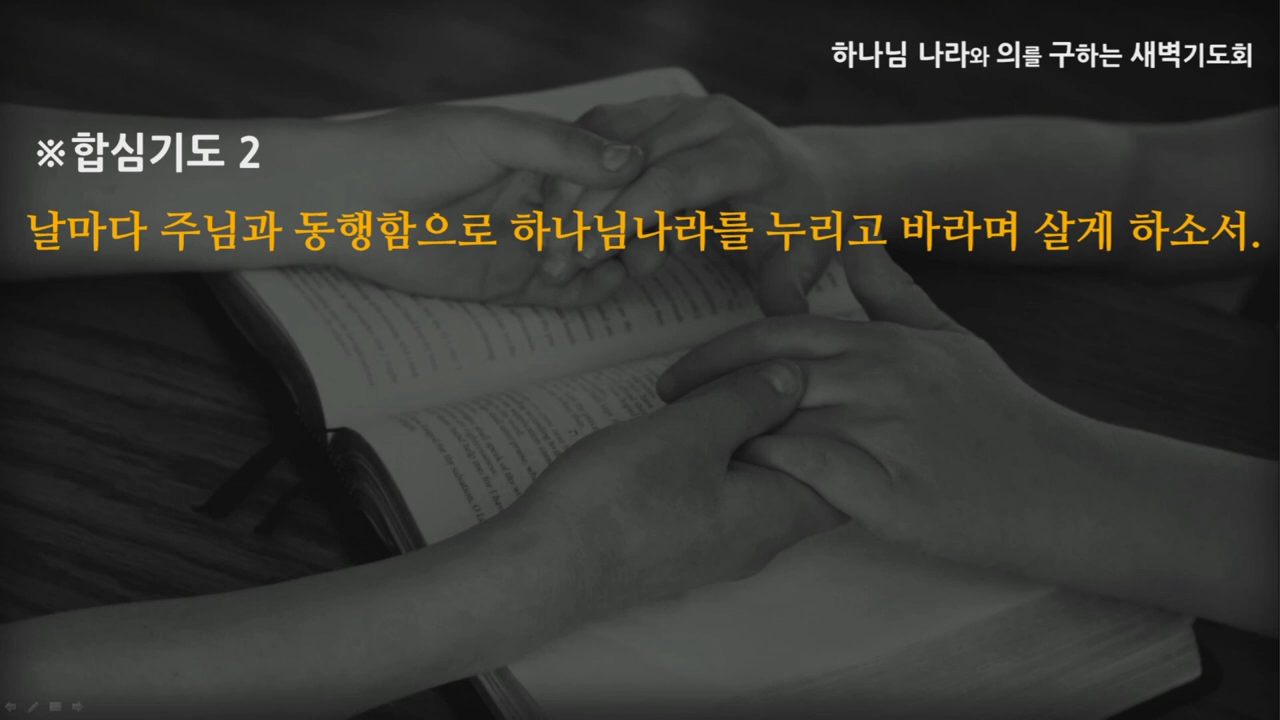 하나님 나라와 의를 구하는 새벽기도회
※합심기도 2
날마다 주님과 동행함으로 하나님나라를 누리고 바라며 살게 하소서.